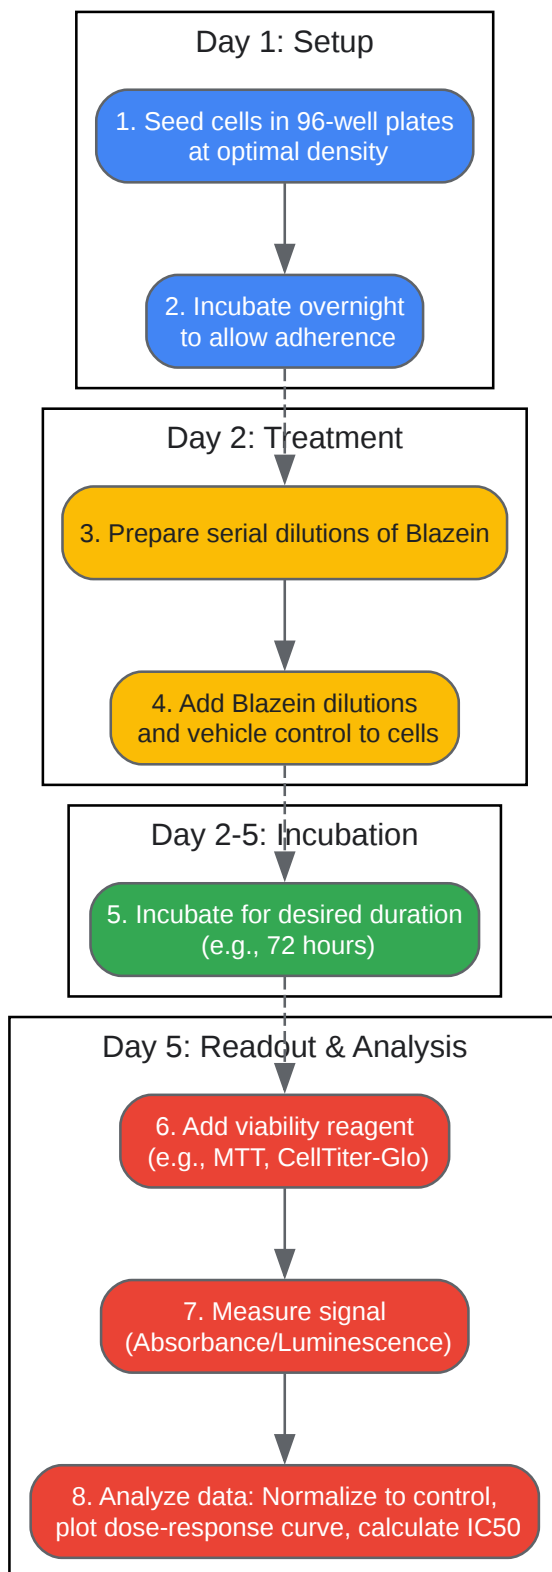 Day 1: Setup
1. Seed cells in 96-well plates
at optimal density
2. Incubate overnight
to allow adherence
Day 2: Treatment
3. Prepare serial dilutions of Blazein
4. Add Blazein dilutions
and vehicle control to cells
Day 2-5: Incubation
5. Incubate for desired duration
(e.g., 72 hours)
Day 5: Readout & Analysis
6. Add viability reagent
(e.g., MTT, CellTiter-Glo)
7. Measure signal
(Absorbance/Luminescence)
8. Analyze data: Normalize to control,
plot dose-response curve, calculate IC50